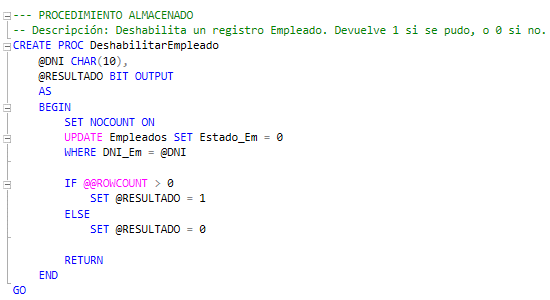 --- PROCEDIMIENTO ALMACENADO
-- Descripción: Deshabilita un registro Empleado. Devuelve 1 si se pudo, o 0 si no.
CREATE PROC DeshabilitarEmpleado
    @DNI CHAR(10),
    @RESULTADO BIT OUTPUT
    AS
    BEGIN
        SET NOCOUNT ON
        UPDATE Empleados SET Estado_Em = 0
        WHERE DNI_Em = @DNI

        IF @@ROWCOUNT > 0
            SET @RESULTADO = 1
        ELSE
            SET @RESULTADO = 0

        RETURN
    END
GO